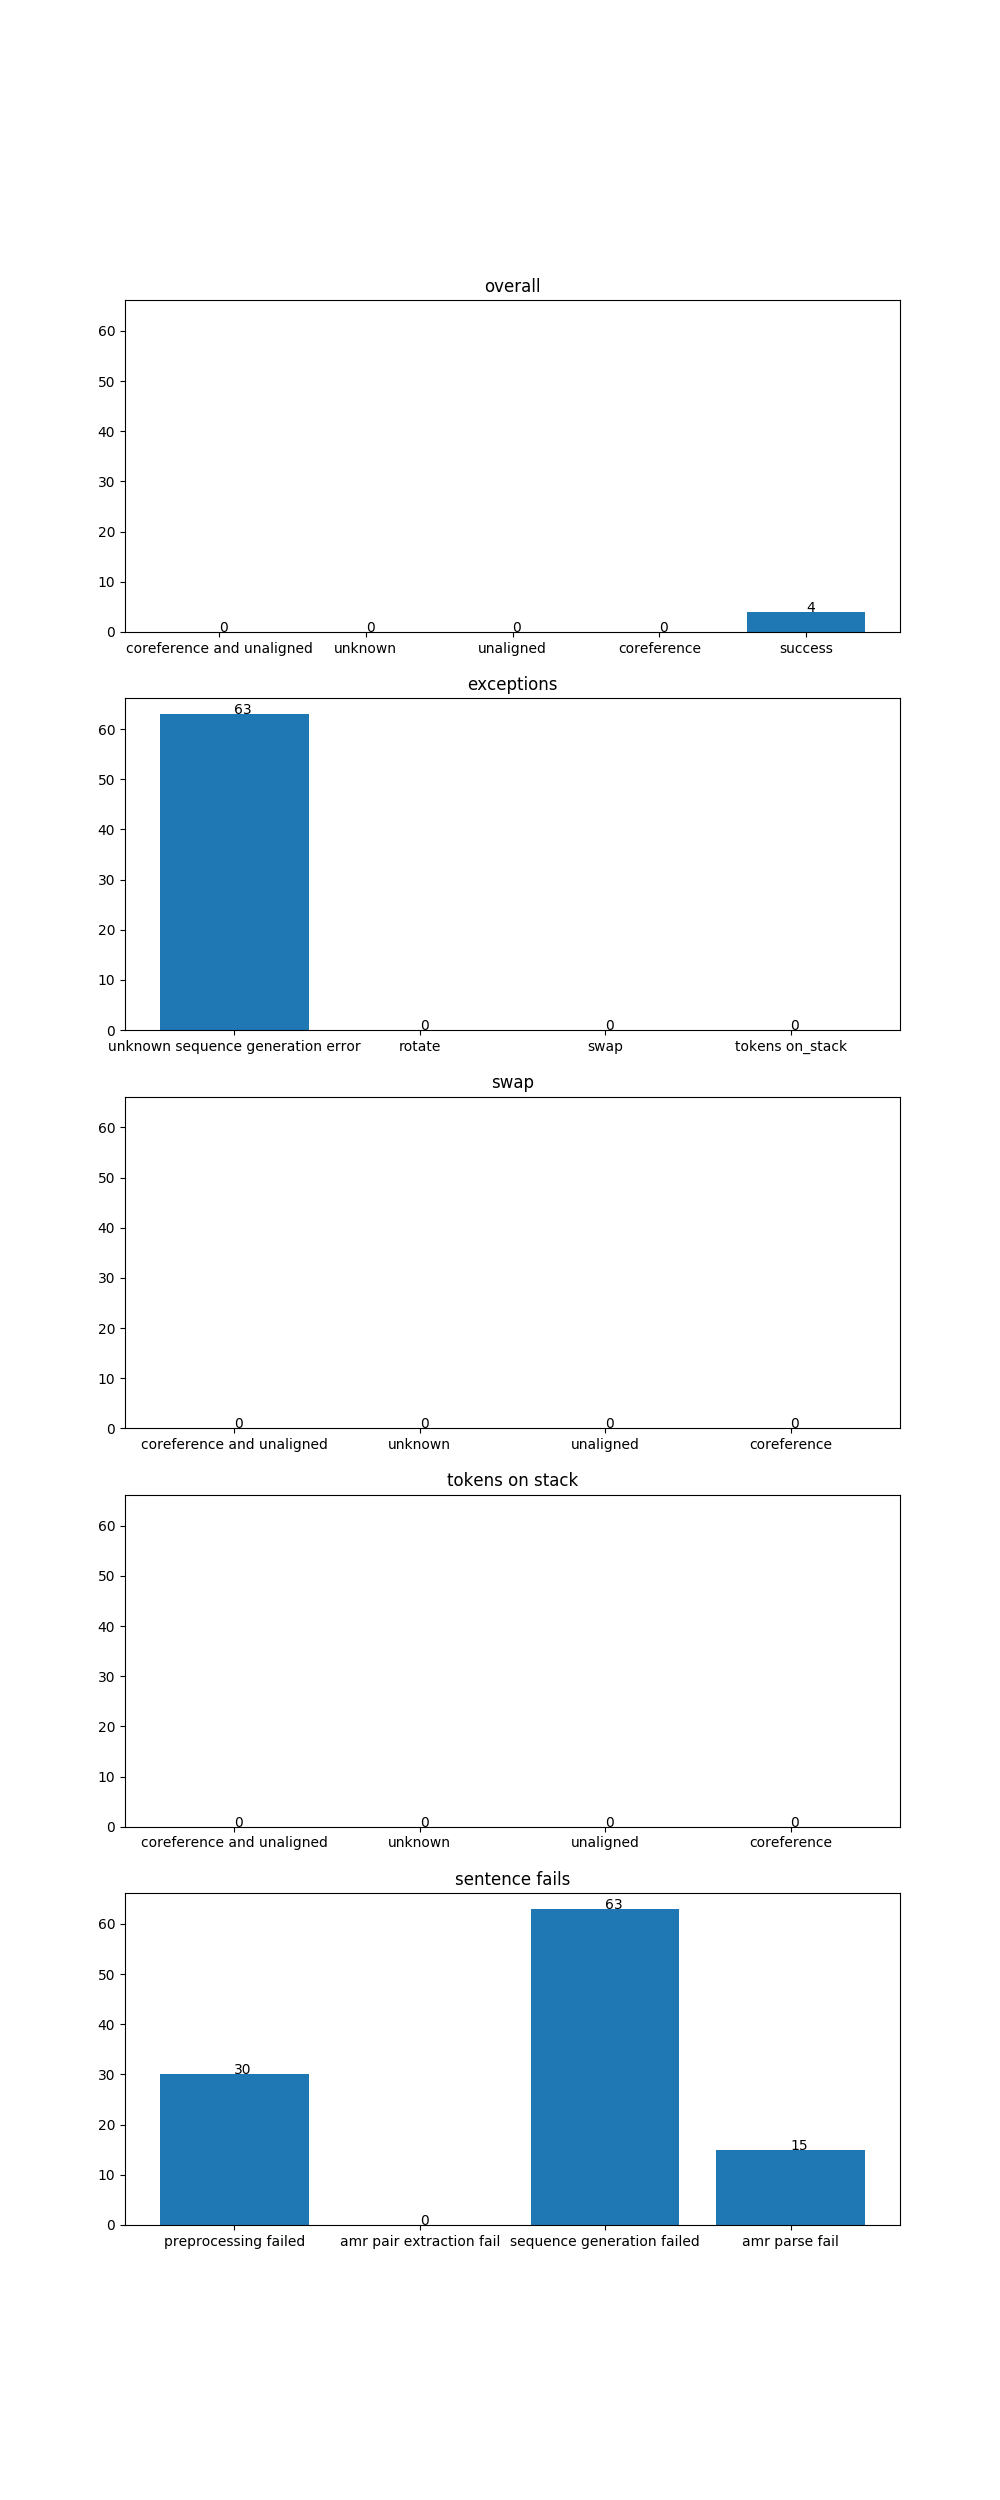 overall
60
50
40
30
20
10
0
0 0 0 0 4
coreference and unaligned unknown unaligned coreference success
exceptions
60
50
40
30
20
10
0
63 0 0 0
unknown sequence generation error rotate swap tokens on_stack
swap
60
50
40
30
20
10
0
0 0 0 0
coreference and unaligned unknown unaligned coreference
tokens on stack
60
50
40
30
20
10
0
0 0 0 0
coreference and unaligned unknown unaligned coreference
sentence fails
60
50
40
30
20
10
0
30 0 63 15
preprocessing failed amr pair extraction fail sequence generation failed amr parse fail